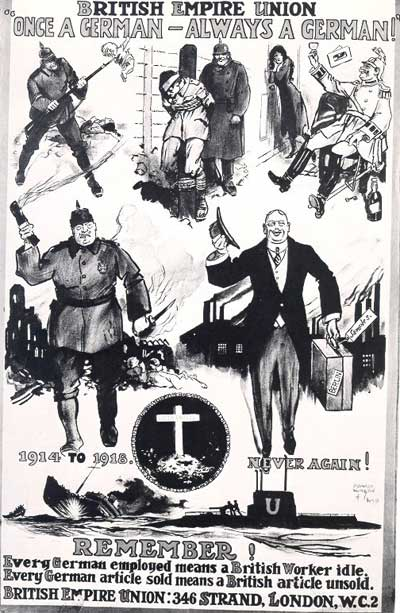 BRITISH EMPIRE UNION
"ONCE A GERMAN – ALWAYS A GERMAN!"
BERLIN
1914 TO 1918.
NEVER AGAIN!
U
REMEMBER!
Every German employed means a British Worker idle.
Every German article sold means a British article unsold.
BRITISH EMPIRE UNION: 346 STRAND, LONDON, W.C.2